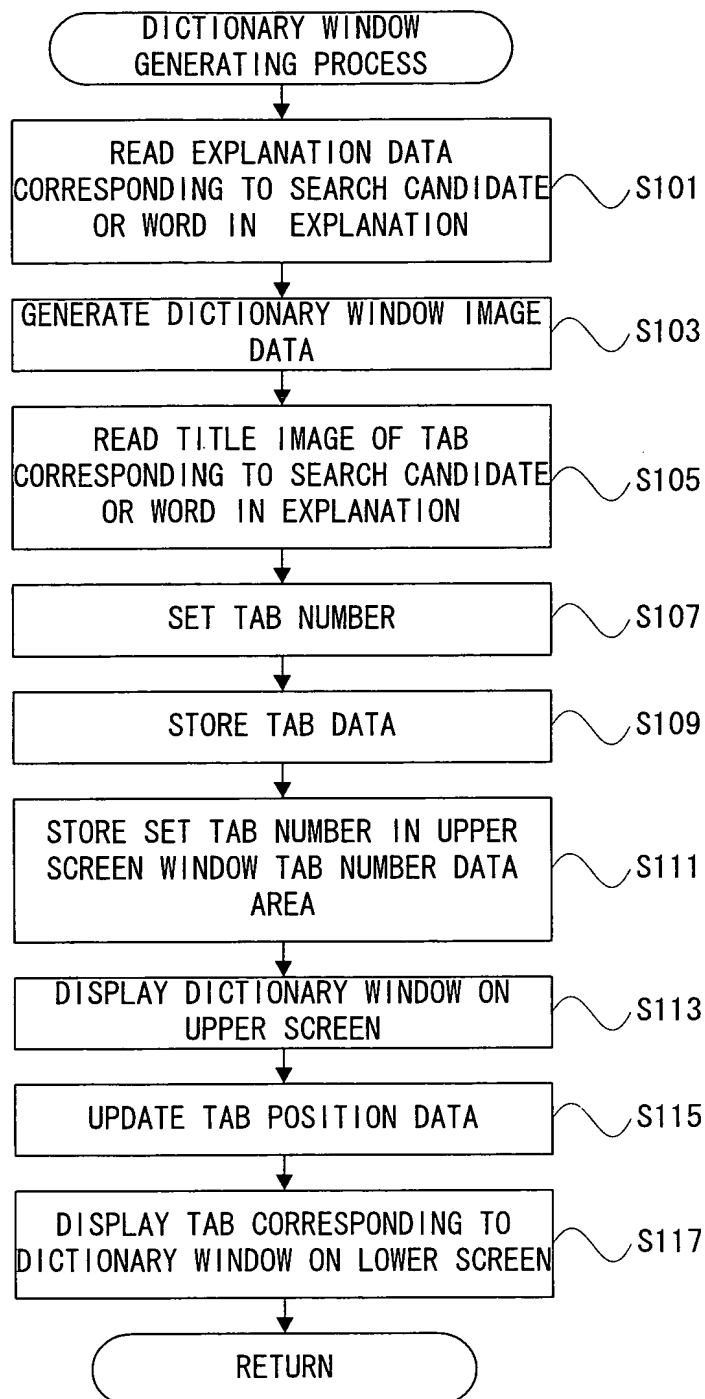 DICTIONARY WINDOW
GENERATING PROCESS
READ EXPLANATION DATA
CORRESPONDING TO SEARCH CANDIDATE
OR WORD IN EXPLANATION
S101
GENERATE DICTIONARY WINDOW IMAGE
DATA
S103
READ TITLE IMAGE OF TAB
CORRESPONDING TO SEARCH CANDIDATE
OR WORD IN EXPLANATION
S105
SET TAB NUMBER
S107
STORE TAB DATA
S109
STORE SET TAB NUMBER IN UPPER
SCREEN WINDOW TAB NUMBER DATA
AREA
S111
DISPLAY DICTIONARY WINDOW ON
UPPER SCREEN
S113
UPDATE TAB POSITION DATA
S115
DISPLAY TAB CORRESPONDING TO
DICTIONARY WINDOW ON LOWER SCREEN
S117
RETURN